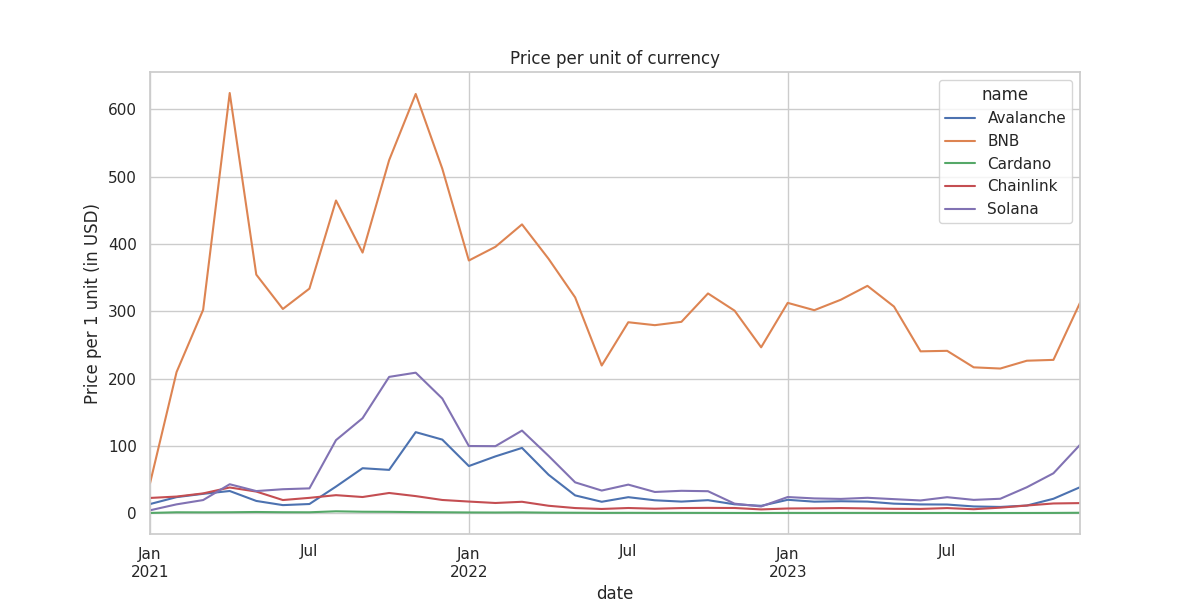 Price per unit of currency
name
Avalanche
BNB
Cardano
Chainlink
Solana
Price per 1 unit (in USD)
600
500
400
300
200
100
0
Jan
2021
Jul
Jan
2022
Jul
Jan
2023
Jul
date